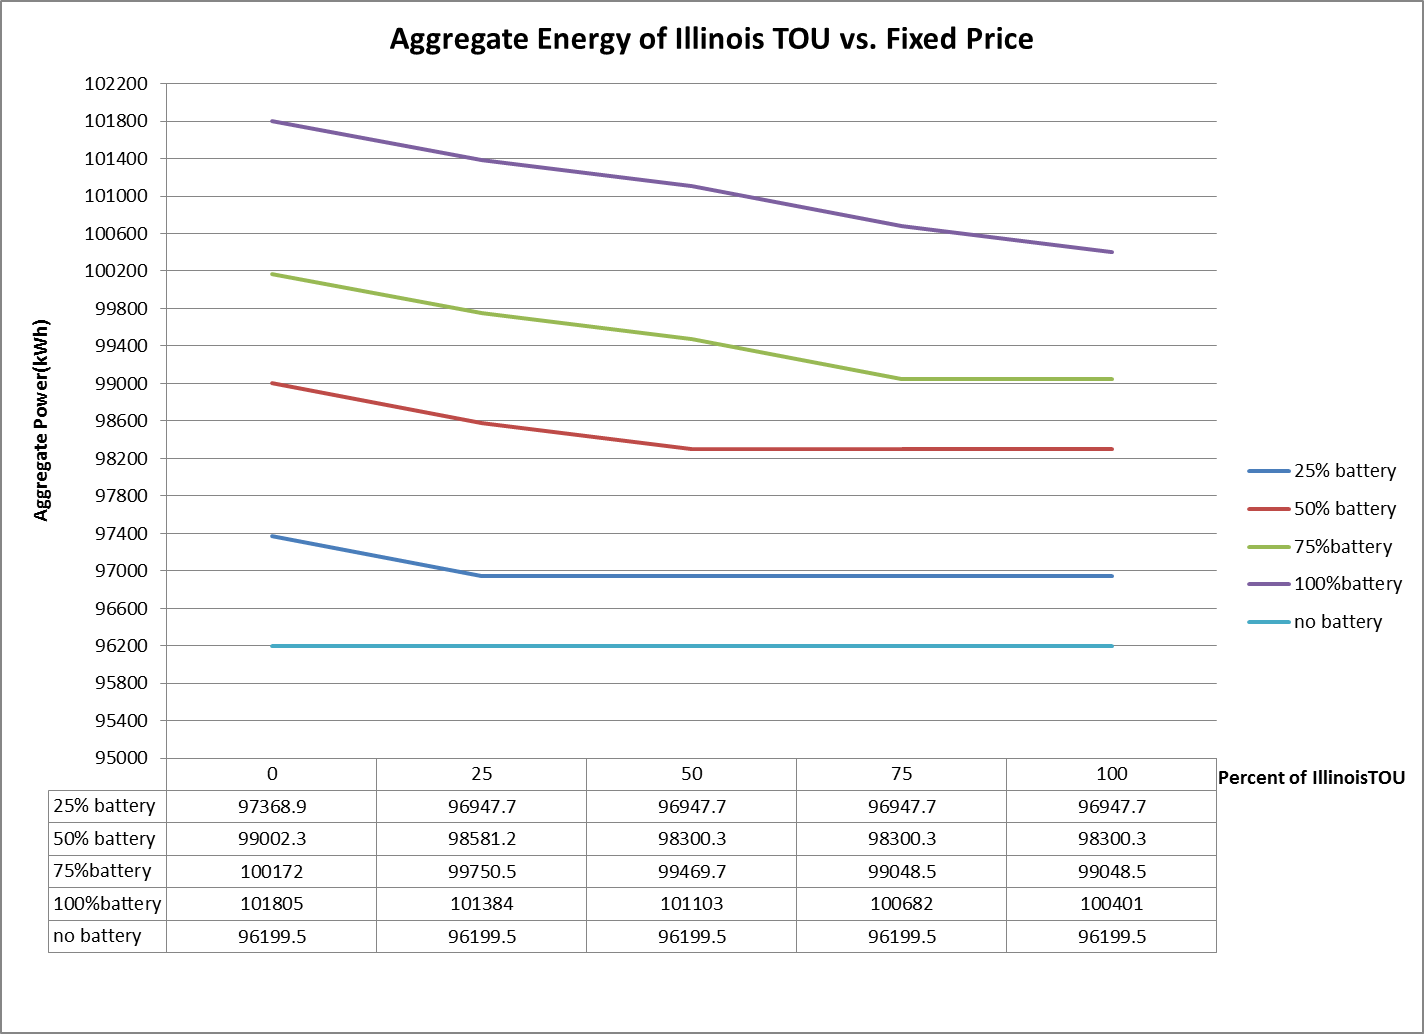 Aggregate Energy of Illinois TOU vs. Fixed Price
102200
101800
101400
101000
100600
100200
99800
99400
99000
98600
98200
97800
97400
97000
96600
96200
95800
95400
95000
Aggregate Power(kWh)
25% battery
50% battery
75%battery
100%battery
no battery
0 25 50 75 100 Percent of IllinoisTOU
25% battery 97368.9 96947.7 96947.7 96947.7 96947.7
50% battery 99002.3 98581.2 98300.3 98300.3 98300.3
75%battery 100172 99750.5 99469.7 99048.5 99048.5
100%battery 101805 101384 101103 100682 100401
no battery 96199.5 96199.5 96199.5 96199.5 96199.5